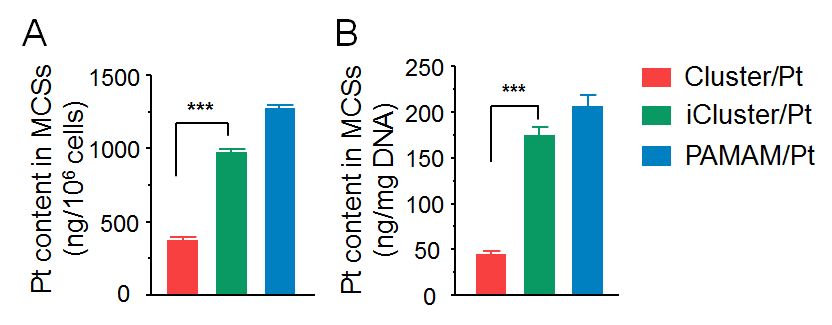 A
Pt content in MCSs
(ng/10⁶ cells)
1500
1000
500
0
***
B
Pt content in MCSs
(ng/mg DNA)
250
200
150
100
50
0
***
Cluster/Pt
iCluster/Pt
PAMAM/Pt